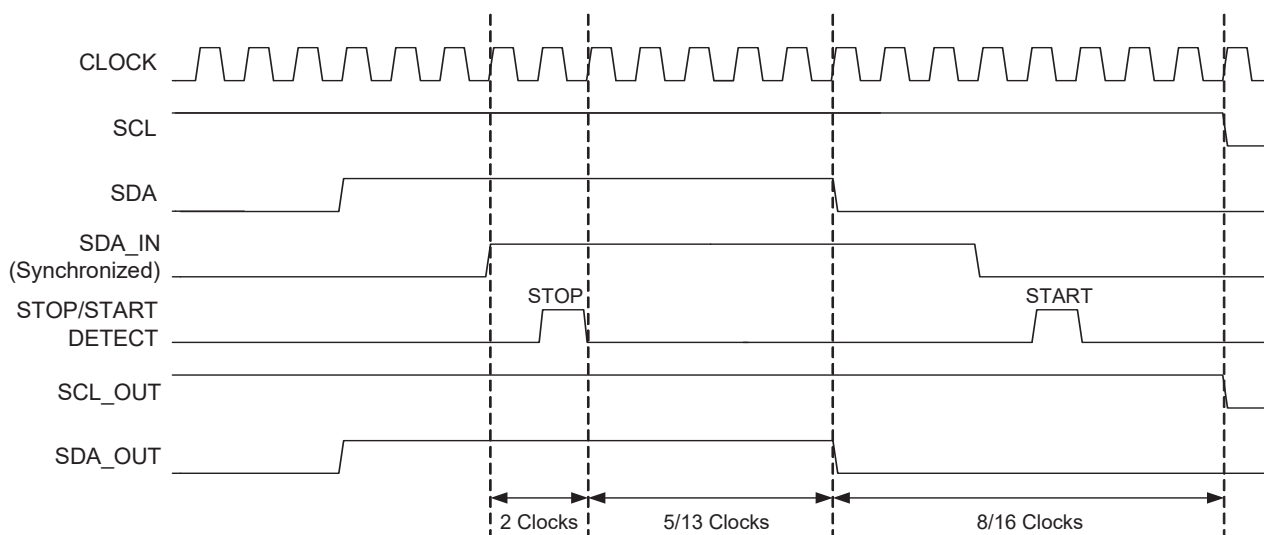 CLOCK
SCL
SDA
SDA_IN
(Synchronized)
STOP
START
STOP/START
DETECT
SCL_OUT
SDA_OUT
2 Clocks
5/13 Clocks
8/16 Clocks